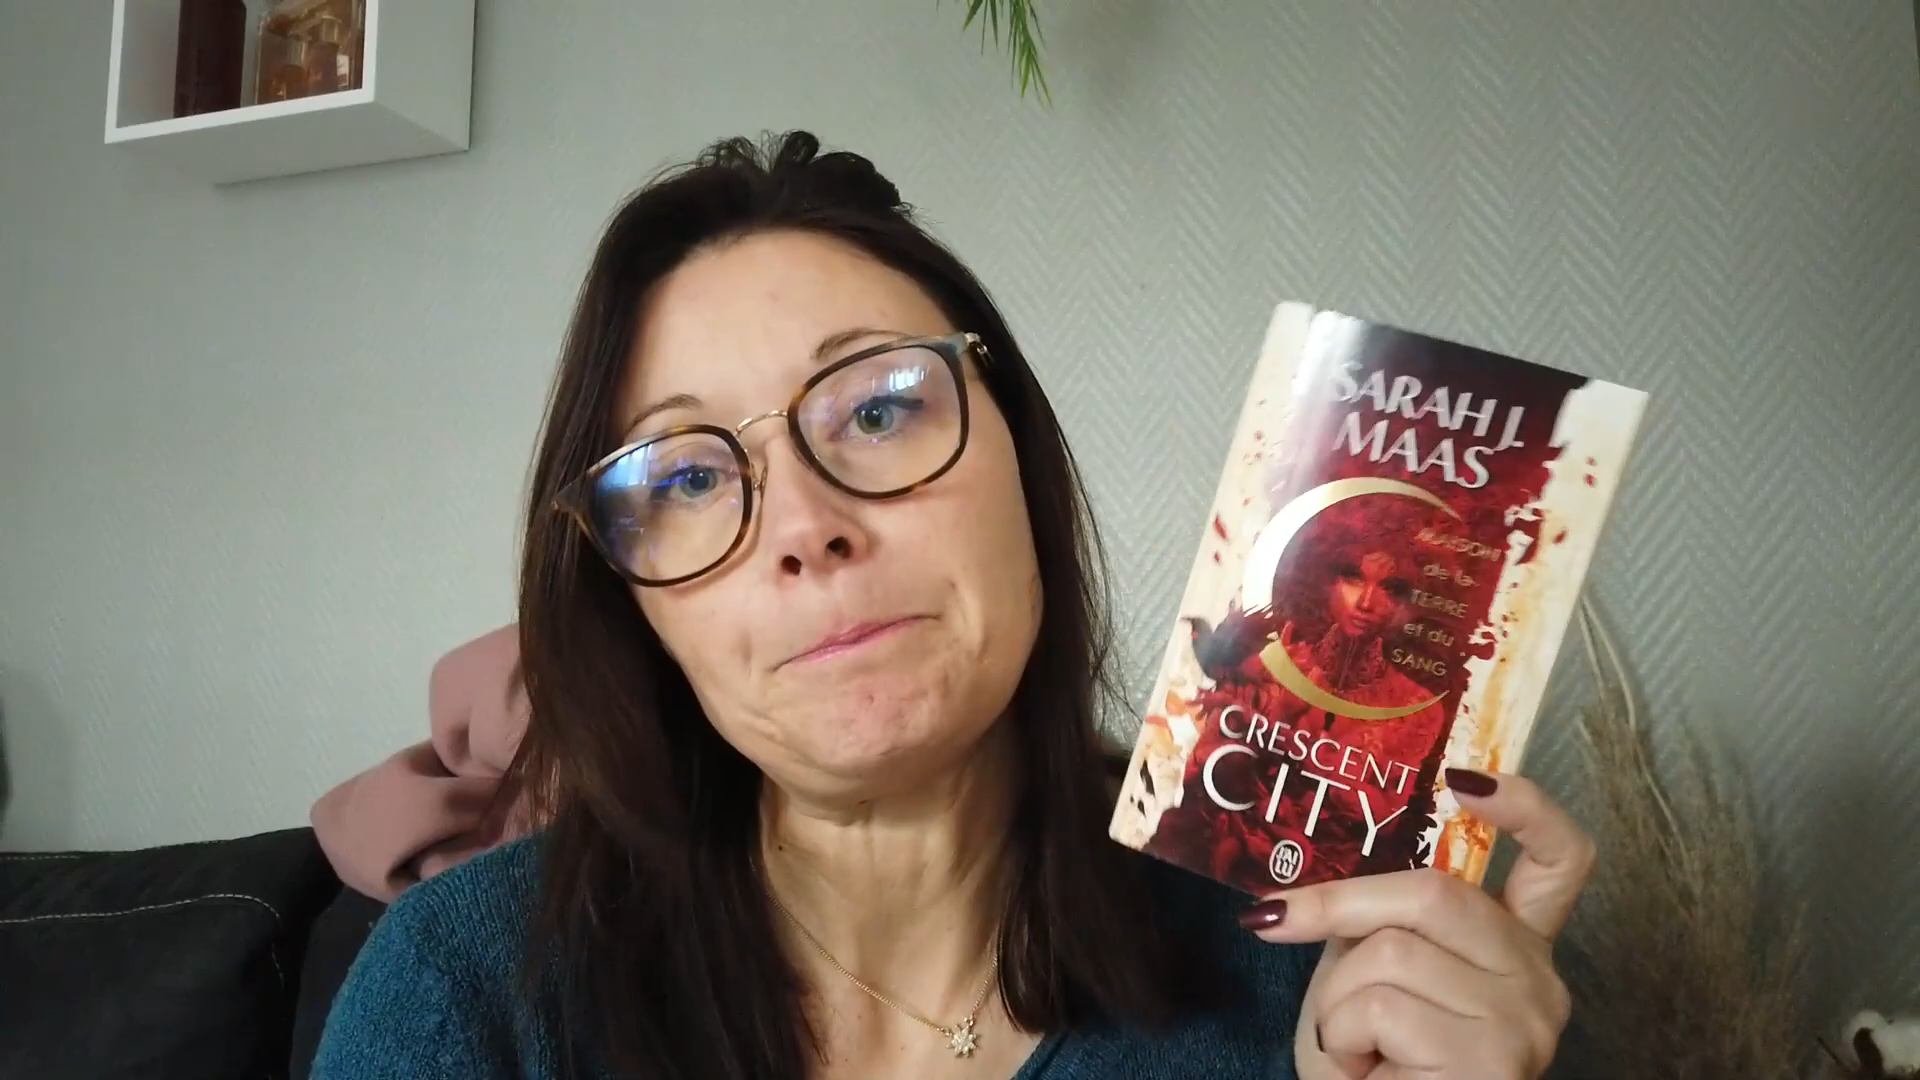 SARAH J.
MAAS
MAISON
de la
TERRE
et du
SANG
CRESCENT
CITY
J'AI
LU